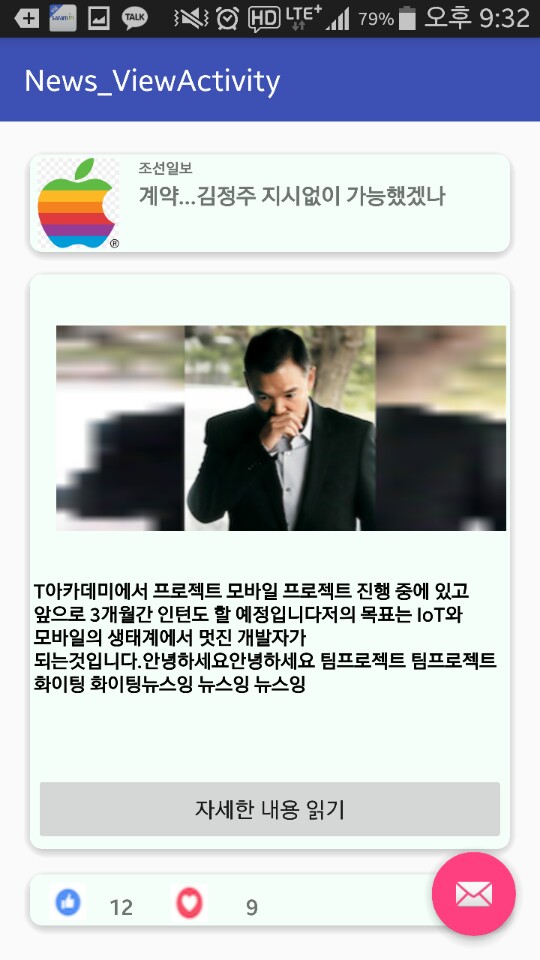 TALK
HD
LTE+
79%
오후 9:32
News_ViewActivity
조선일보
계약...김정주 지시없이 가능했겠나
®
T아카데미에서 프로젝트 모바일 프로젝트 진행 중에 있고
앞으로 3개월간 인턴도 할 예정입니다저의 목표는 IoT와
모바일의 생태계에서 멋진 개발자가
되는것입니다.안녕하세요안녕하세요 팀프로젝트 팀프로젝트
화이팅 화이팅뉴스잉 뉴스잉 뉴스잉
자세한 내용 읽기
12
9